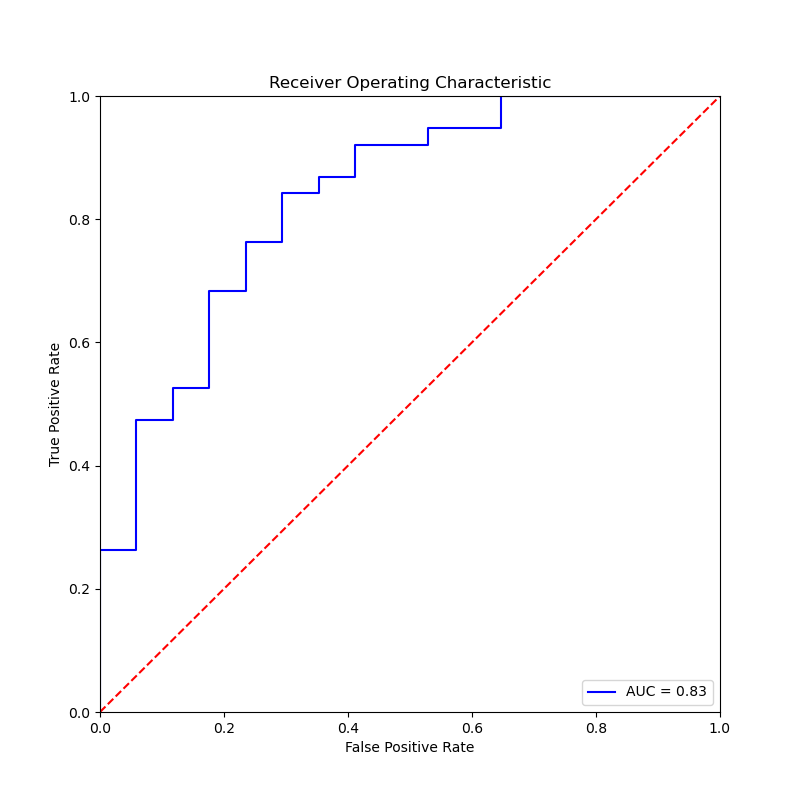 Receiver Operating Characteristic
1.0
0.8
0.6
0.4
0.2
0.0
True Positive Rate
AUC = 0.83
0.0 0.2 0.4 0.6 0.8 1.0
False Positive Rate